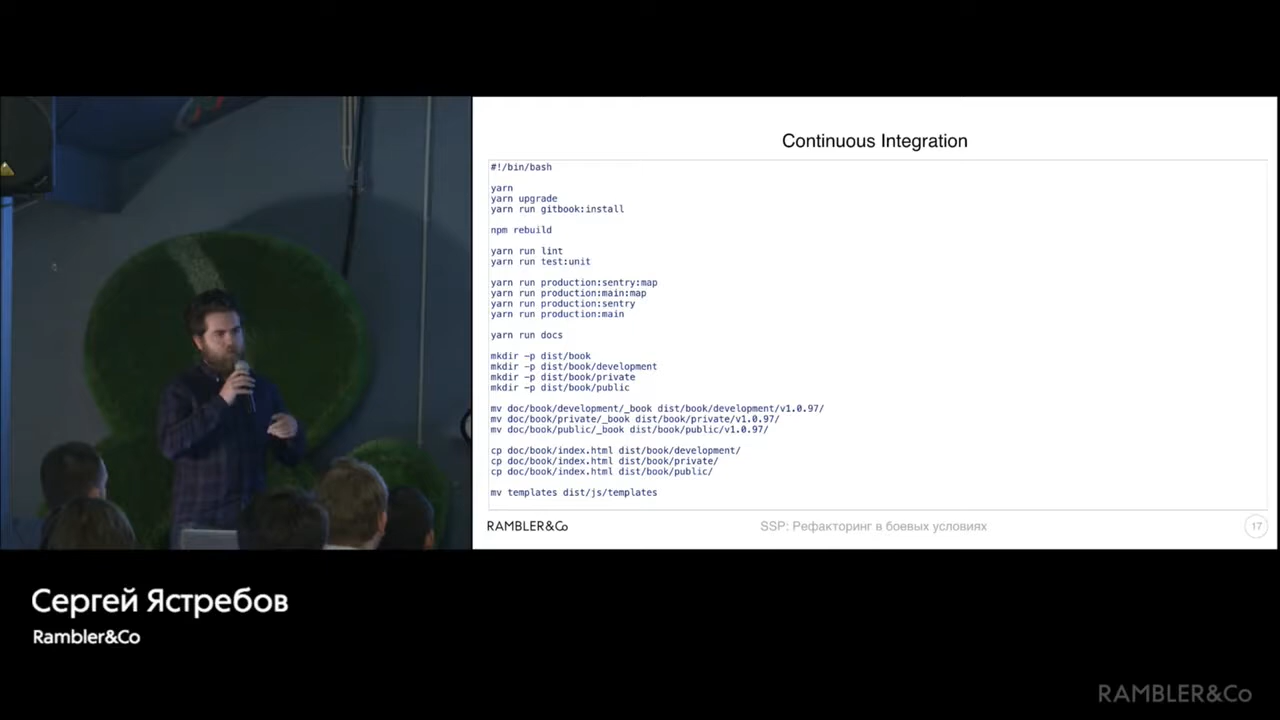 Continuous Integration
#!/bin/bash
yarn
yarn upgrade
yarn run gitbook:install
npm rebuild
yarn run lint
yarn run test:unit
yarn run production:sentry:map
yarn run production:main:map
yarn run production:sentry
yarn run production:main
yarn run docs
mkdir -p dist/book
mkdir -p dist/book/development
mkdir -p dist/book/private
mkdir -p dist/book/public
mv doc/book/development/_book dist/book/development/v1.0.97/
mv doc/book/private/_book dist/book/private/v1.0.97/
mv doc/book/public/_book dist/book/public/v1.0.97/
cp doc/book/index.html dist/book/development/
cp doc/book/index.html dist/book/private/
cp doc/book/index.html dist/book/public/
mv templates dist/js/templates
RAMBLER&Co
SSP: Рефакторинг в боевых условиях
17
Сергей Ястребов
Rambler&Co
RAMBLER&Co